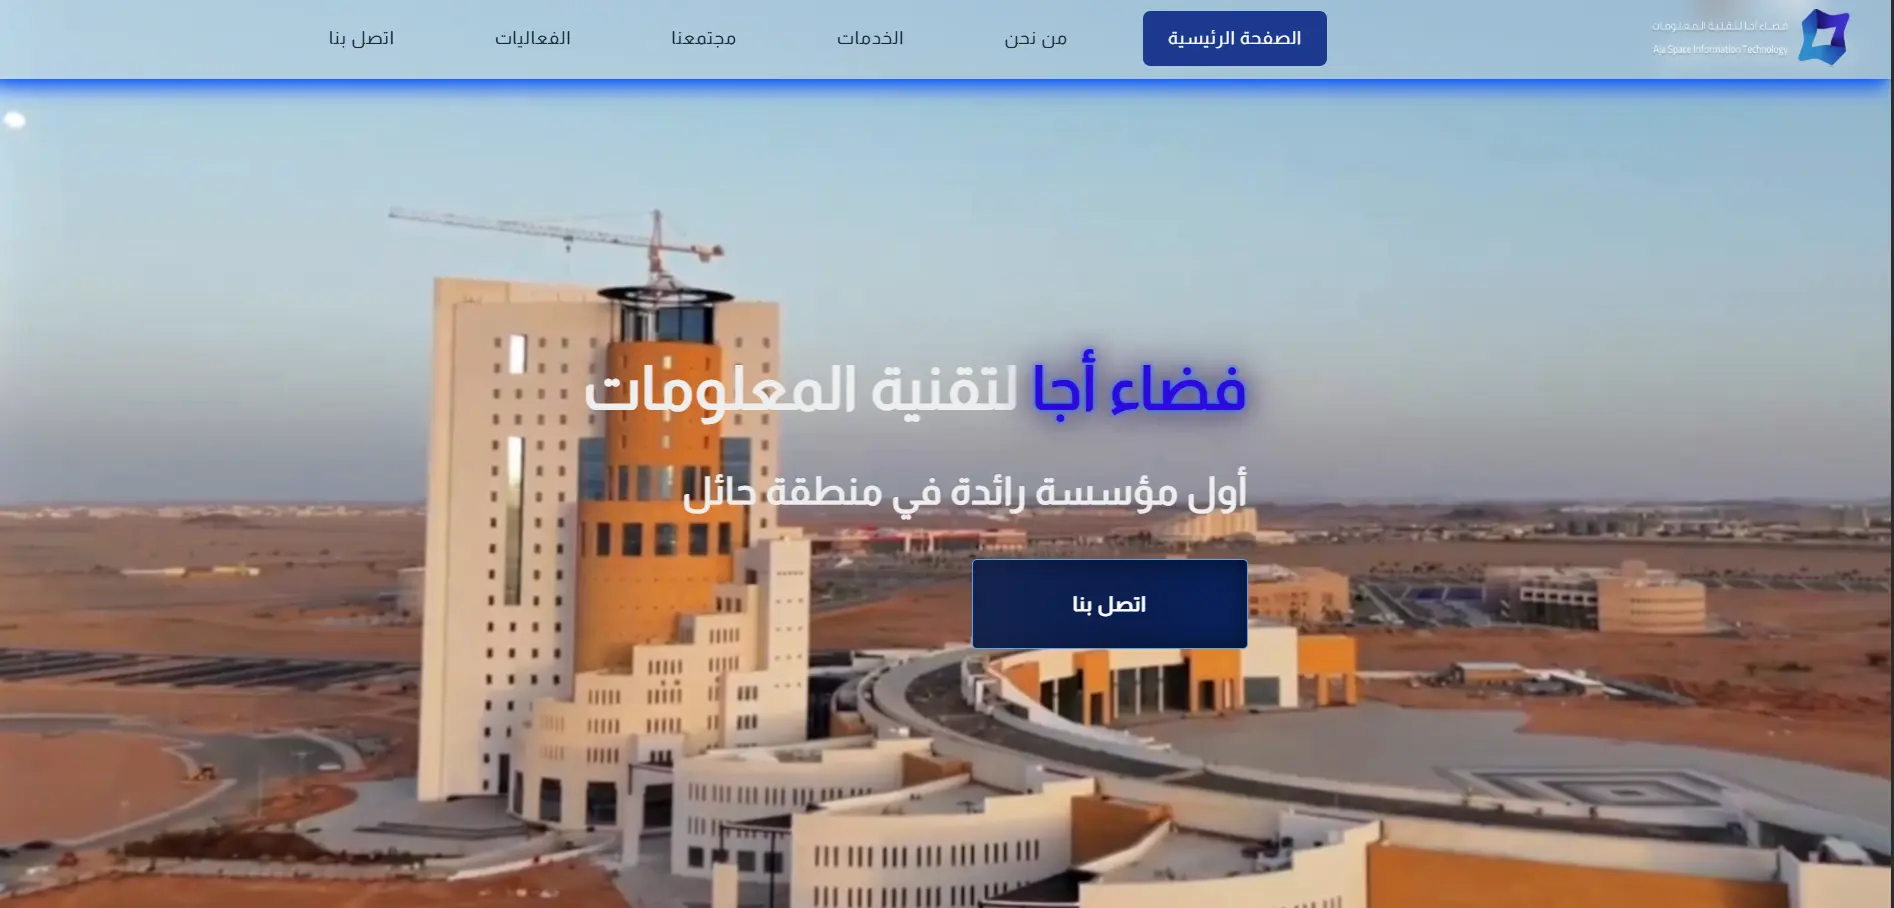 فضاء أجا لتقنية المعلومات
Aja Space Information Technology
الصفحة الرئيسية
من نحن
الخدمات
مجتمعنا
الفعاليات
اتصل بنا
فضاء أجا لتقنية المعلومات
أول مؤسسة رائدة في منطقة حائل
اتصل بنا